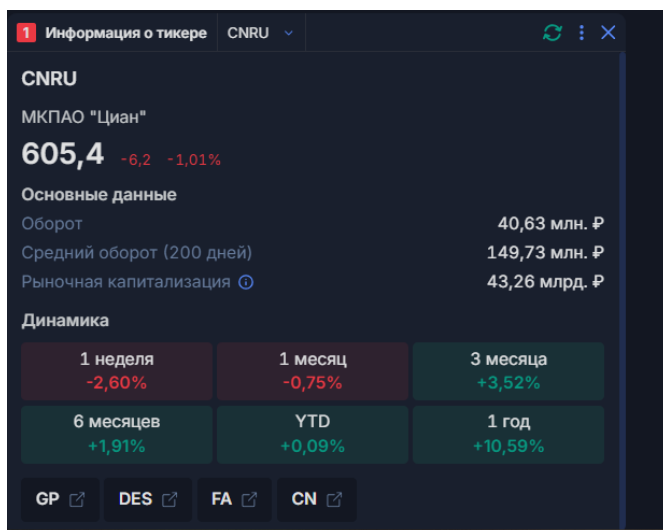 1 Информация о тикере CNRU
CNRU
МКПАО "Циан"
605,4 -6,2 -1,01%
Основные данные
Оборот 40,63 млн. ₽
Средний оборот (200 дней) 149,73 млн. ₽
Рыночная капитализация 43,26 млрд. ₽
Динамика
1 неделя 1 месяц 3 месяца
-2,60% -0,75% +3,52%
6 месяцев YTD 1 год
+1,91% +0,09% +10,59%
GP DES FA CN